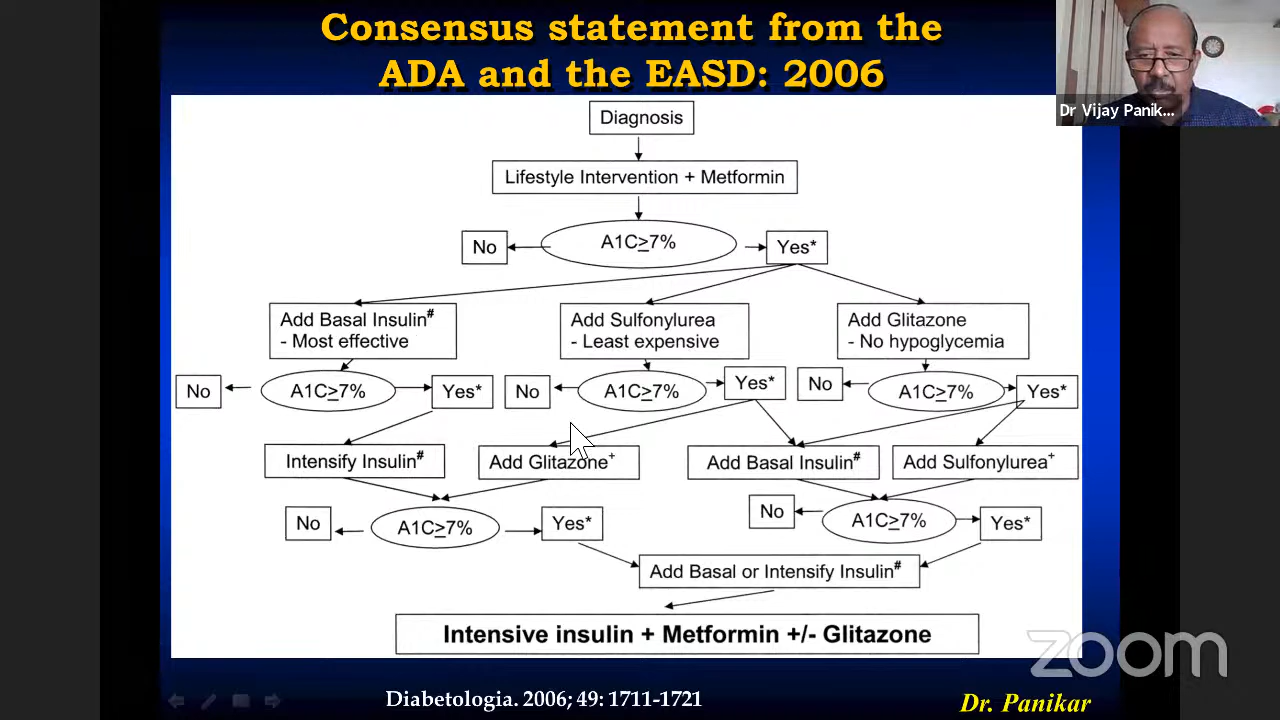 Consensus statement from the
ADA and the EASD: 2006
Dr Vijay Panik...
Diagnosis
Lifestyle Intervention + Metformin
No
A1C≥7%
Yes*
Add Basal Insulin#
- Most effective
Add Sulfonylurea
- Least expensive
Add Glitazone
- No hypoglycemia
No
A1C≥7%
Yes*
No
A1C≥7%
Yes*
No
A1C≥7%
Yes*
Intensify Insulin#
Add Glitazone+
Add Basal Insulin#
Add Sulfonylurea+
No
A1C≥7%
Yes*
No
A1C≥7%
Yes*
Add Basal or Intensify Insulin#
Intensive insulin + Metformin +/- Glitazone
zoom
Diabetologia. 2006; 49: 1711-1721
Dr. Panikar